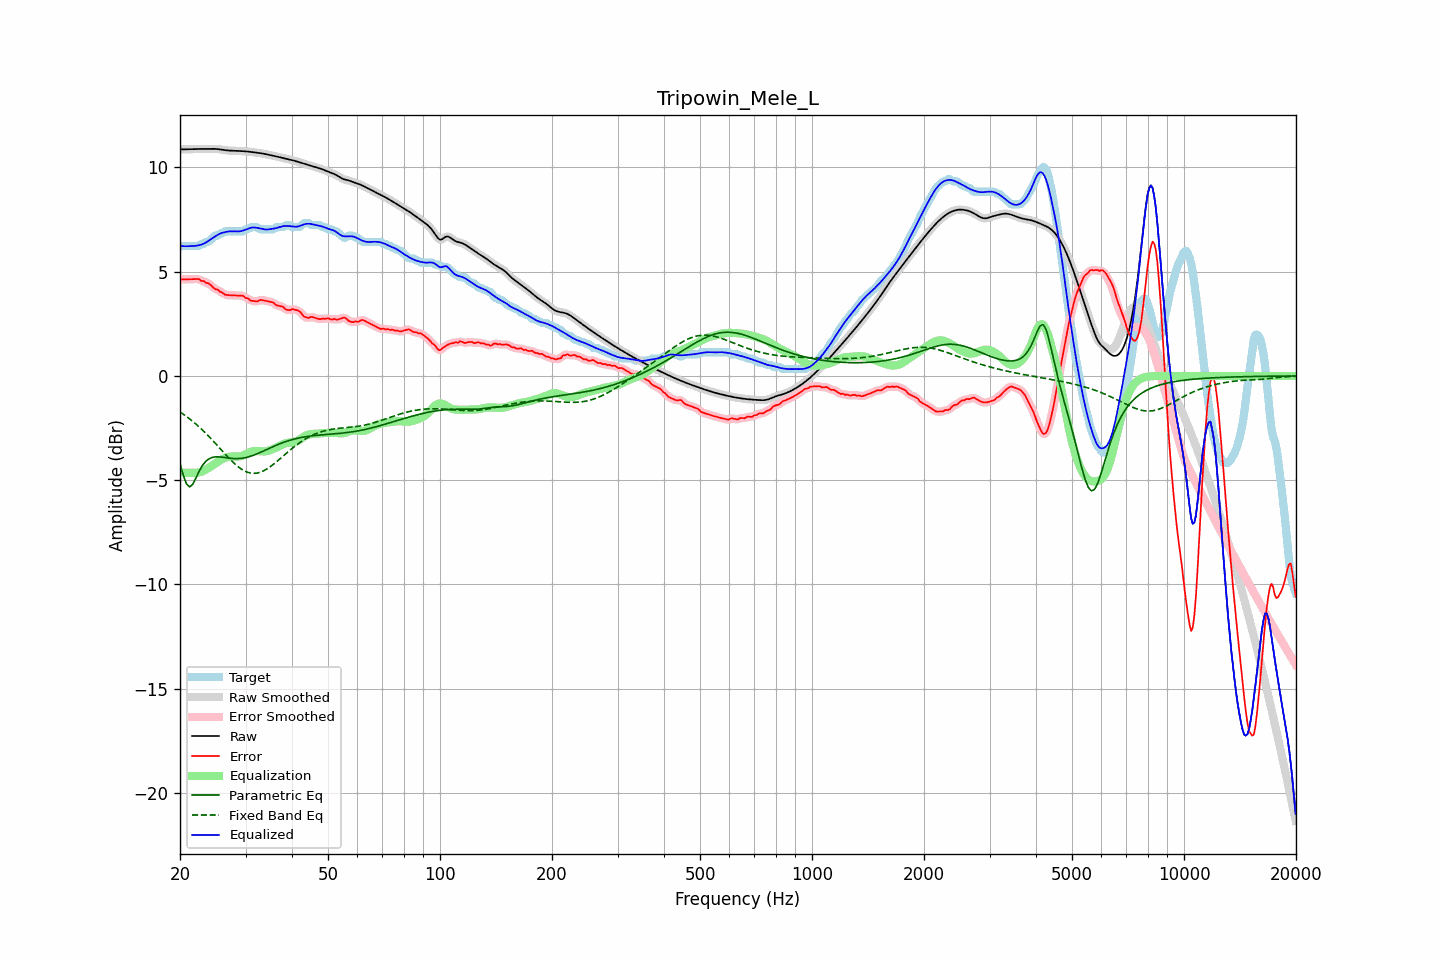 Tripowin_Mele_L
Amplitude (dBr)
10
5
0
−5
−10
−15
−20
Target
Raw Smoothed
Error Smoothed
Raw
Error
Equalization
Parametric Eq
Fixed Band Eq
Equalized
20 50 100 200 500 1000 2000 5000 10000 20000
Frequency (Hz)